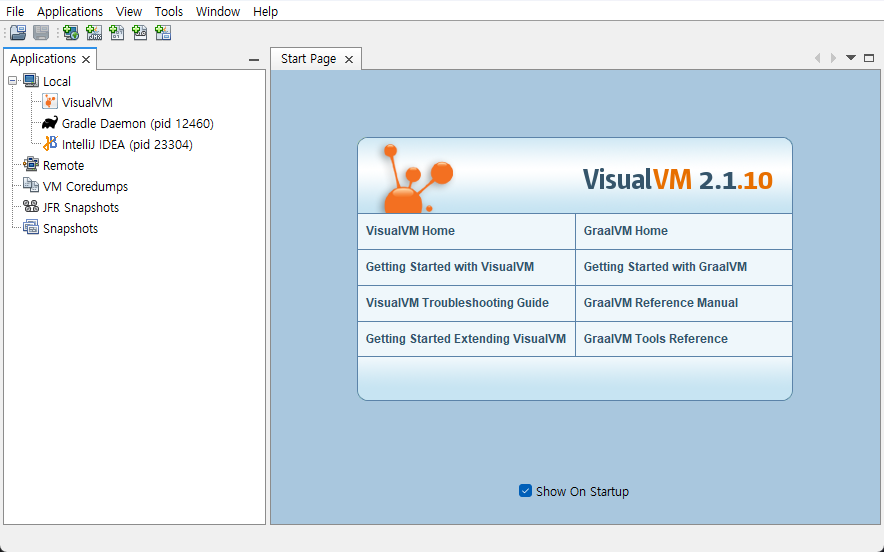 File Applications View Tools Window Help
Applications
Start Page
Local
VisualVM
Gradle Daemon (pid 12460)
IntelliJ IDEA (pid 23304)
Remote
VM Coredumps
JFR Snapshots
Snapshots
VisualVM 2.1.10
VisualVM Home
GraalVM Home
Getting Started with VisualVM
Getting Started with GraalVM
VisualVM Troubleshooting Guide
GraalVM Reference Manual
Getting Started Extending VisualVM
GraalVM Tools Reference
Show On Startup